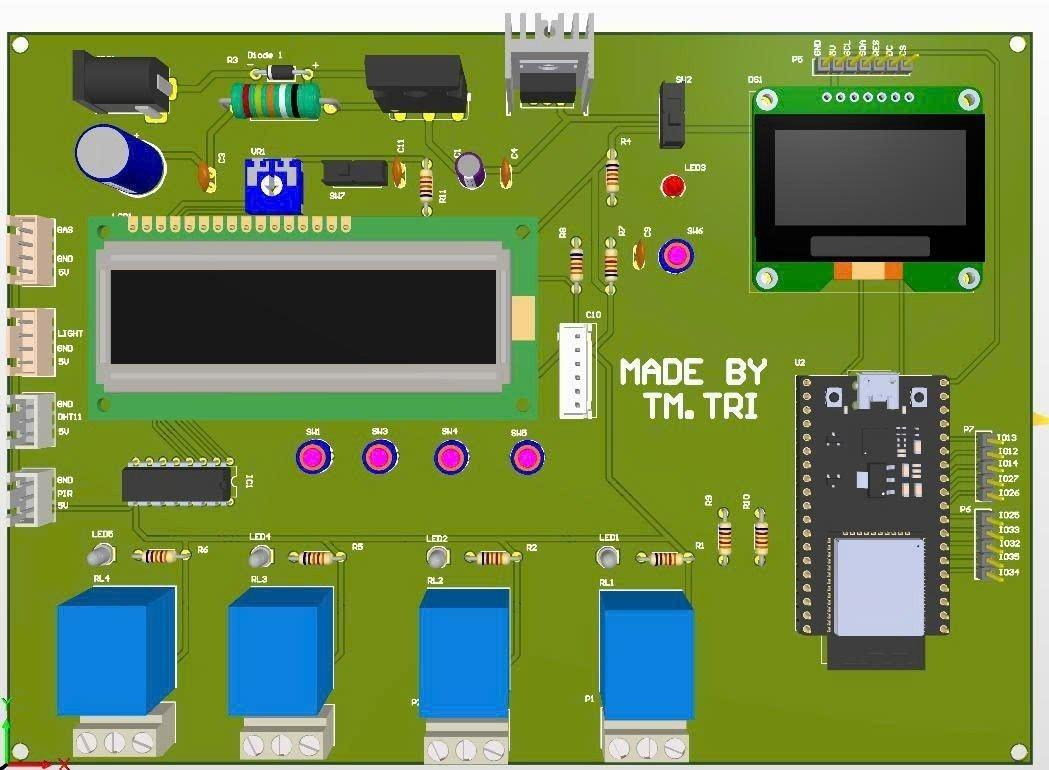 Diode 1
R3
- +
SW2
P5
GND
5V
SCL
SDA
RES
DC
CS
DS1
+
C3
VR1
SW7
C11
R11
C1
C4
R4
LED3
LCD1
GAS
GND
5V
R8
R7
C9
SW6
LIGHT
GND
5V
C10
MADE BY
TM.TRI
U2
GND
DHT11
5V
SW1
SW3
SW4
SW5
P7
IO13
IO12
IO14
IO27
IO26
GND
PIR
5V
IC1
R9
R10
P6
IO25
IO33
IO32
IO35
IO34
LED5
R6
LED4
R5
LED2
R2
LED1
R1
RL4
RL3
RL2
RL1
P1
Y
X